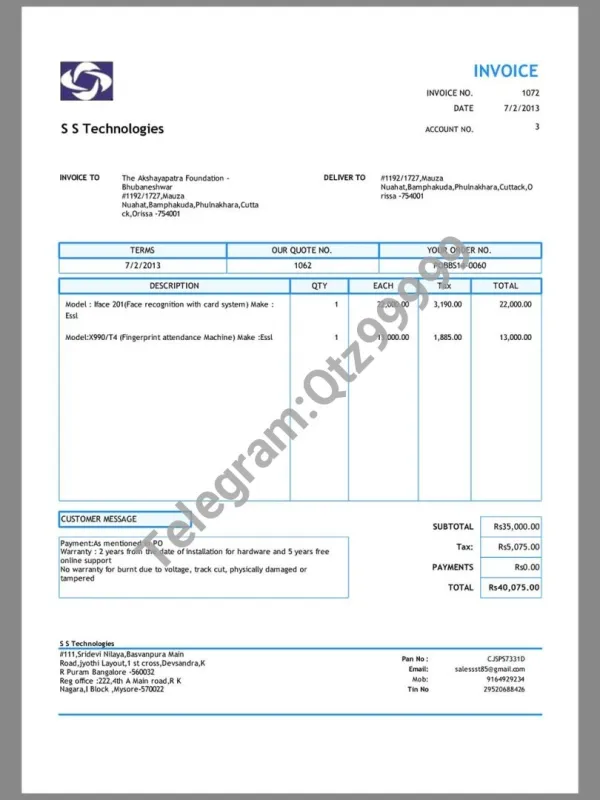 INVOICE
INVOICE NO. 1072
DATE 7/2/2013
S S Technologies
ACCOUNT NO. 3
INVOICE TO The Akshayapatra Foundation - DELIVER TO #1192/1727,Mauza
Bhubaneshwar Nuahat,Bamphakuda,Phulnakhara,Cuttack,O
#1192/1727,Mauza rissa -754001
Nuahat,Bamphakuda,Phulnakhara,Cutta
ck,Orissa -754001
TERMS OUR QUOTE NO. YOUR ORDER NO.
7/2/2013 1062
DESCRIPTION QTY EACH Tax TOTAL
Model : Iface 201(Face recognition with card system) Make : 1 3,190.00 22,000.00
Essl
Model:X990/T4 (Fingerprint attendance Machine) Make :Essl 1 1,885.00 13,000.00
Telegram:Qtz99999
CUSTOMER MESSAGE
SUBTOTAL Rs35,000.00
Payment:As mentioned in PO
Tax: Rs5,075.00
Warranty : 2 years from the date of installation for hardware and 5 years free
online support
PAYMENTS Rs0.00
No warranty for burnt due to voltage, track cut, physically damaged or
tampered
TOTAL Rs40,075.00
S S Technologies
#111,Sridevi Nilaya,Basvanpura Main
Road,jyothi Layout,1 st cross,Devsandra,K
R Puram Bangalore -560032
Reg office :222,4th A Main road,R K
Nagara,I Block ,Mysore-570022
Pan No : CJSPS7331D
Email: salessst85@gmail.com
Mob: 9164929234
Tin No 29520688426